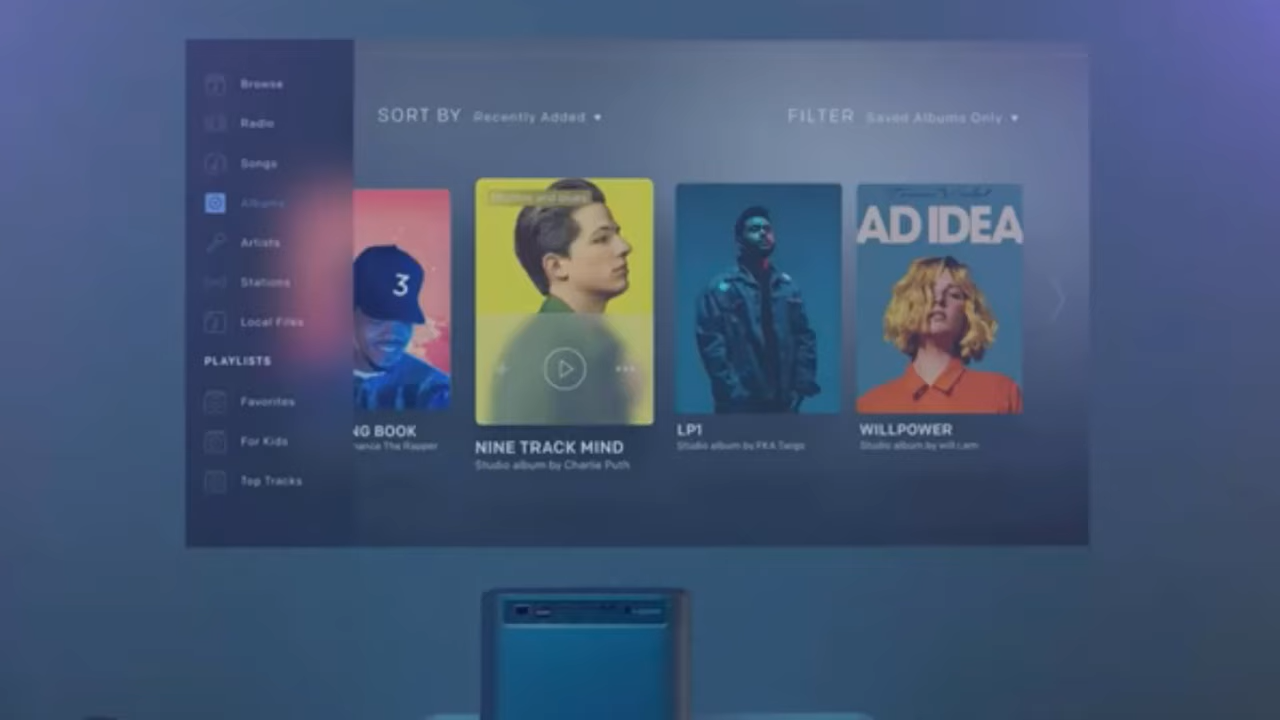 Browse
Radio
Songs
Albums
Artists
Stations
Local Files
PLAYLISTS
Favorites
For Kids
Top Tracks
SORT BY Recently Added
FILTER Saved Albums Only
3
AD IDEA
NG BOOK
hance The Rapper
NINE TRACK MIND
Studio album by Charlie Puth
LP1
Studio album by FKA Twigs
WILLPOWER
Studio album by will.i.am